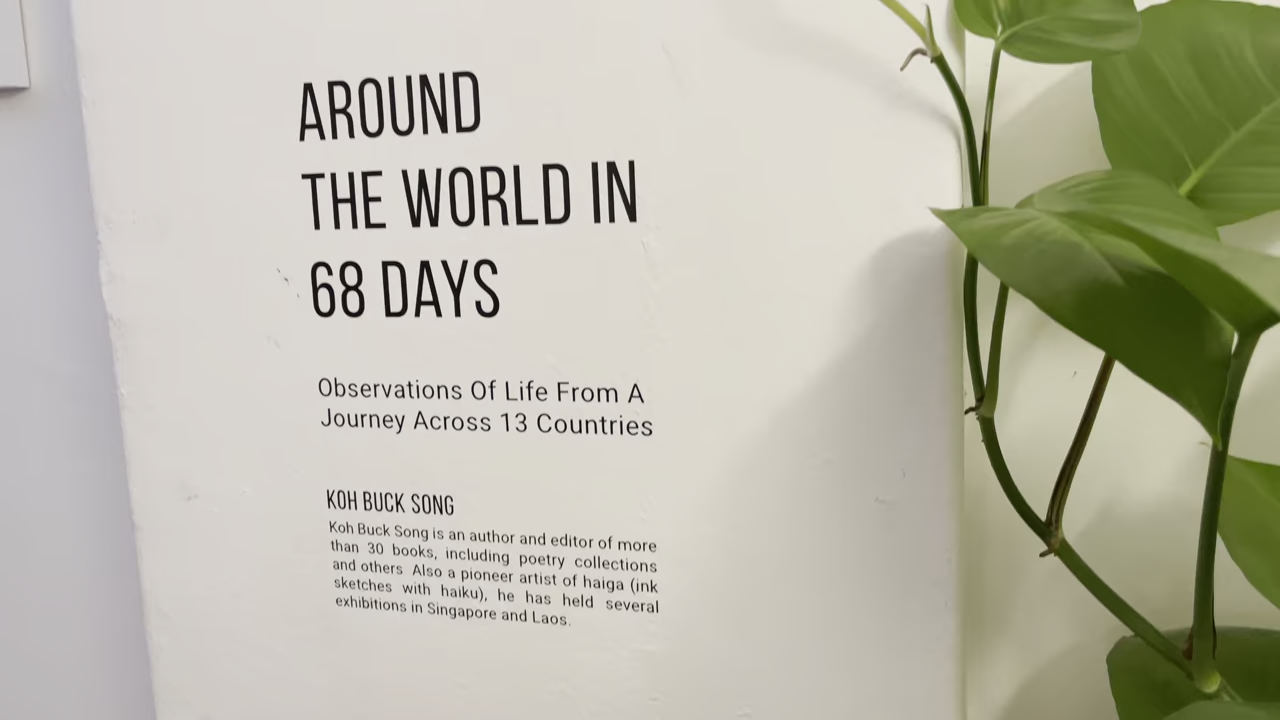 AROUND
THE WORLD IN
68 DAYS
Observations Of Life From A
Journey Across 13 Countries
KOH BUCK SONG
Koh Buck Song is an author and editor of more
than 30 books, including poetry collections
and others Also a pioneer artist of haiga (ink
sketches with haiku), he has held several
exhibitions in Singapore and Laos.